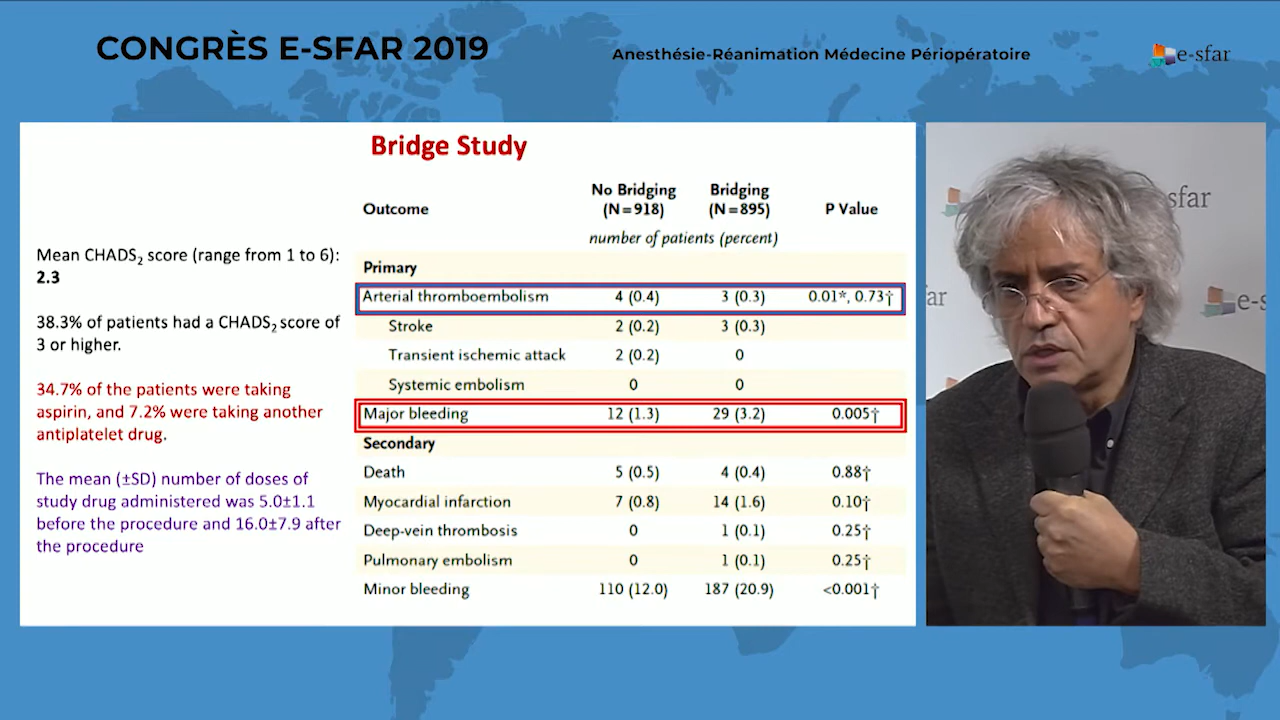 CONGRÈS E-SFAR 2019
Anesthésie-Réanimation Médecine Périopératoire
e-sfar
Bridge Study
Mean CHADS2 score (range from 1 to 6):
2.3
38.3% of patients had a CHADS2 score of
3 or higher.
34.7% of the patients were taking
aspirin, and 7.2% were taking another
antiplatelet drug.
The mean (±SD) number of doses of
study drug administered was 5.0±1.1
before the procedure and 16.0±7.9 after
the procedure
Outcome No Bridging (N=918) Bridging (N=895) P Value
number of patients (percent)
Primary
Arterial thromboembolism 4 (0.4) 3 (0.3) 0.01*, 0.73†
Stroke 2 (0.2) 3 (0.3)
Transient ischemic attack 2 (0.2) 0
Systemic embolism 0 0
Major bleeding 12 (1.3) 29 (3.2) 0.005†
Secondary
Death 5 (0.5) 4 (0.4) 0.88†
Myocardial infarction 7 (0.8) 14 (1.6) 0.10†
Deep-vein thrombosis 0 1 (0.1) 0.25†
Pulmonary embolism 0 1 (0.1) 0.25†
Minor bleeding 110 (12.0) 187 (20.9) <0.001†
sfar
ar
e-s